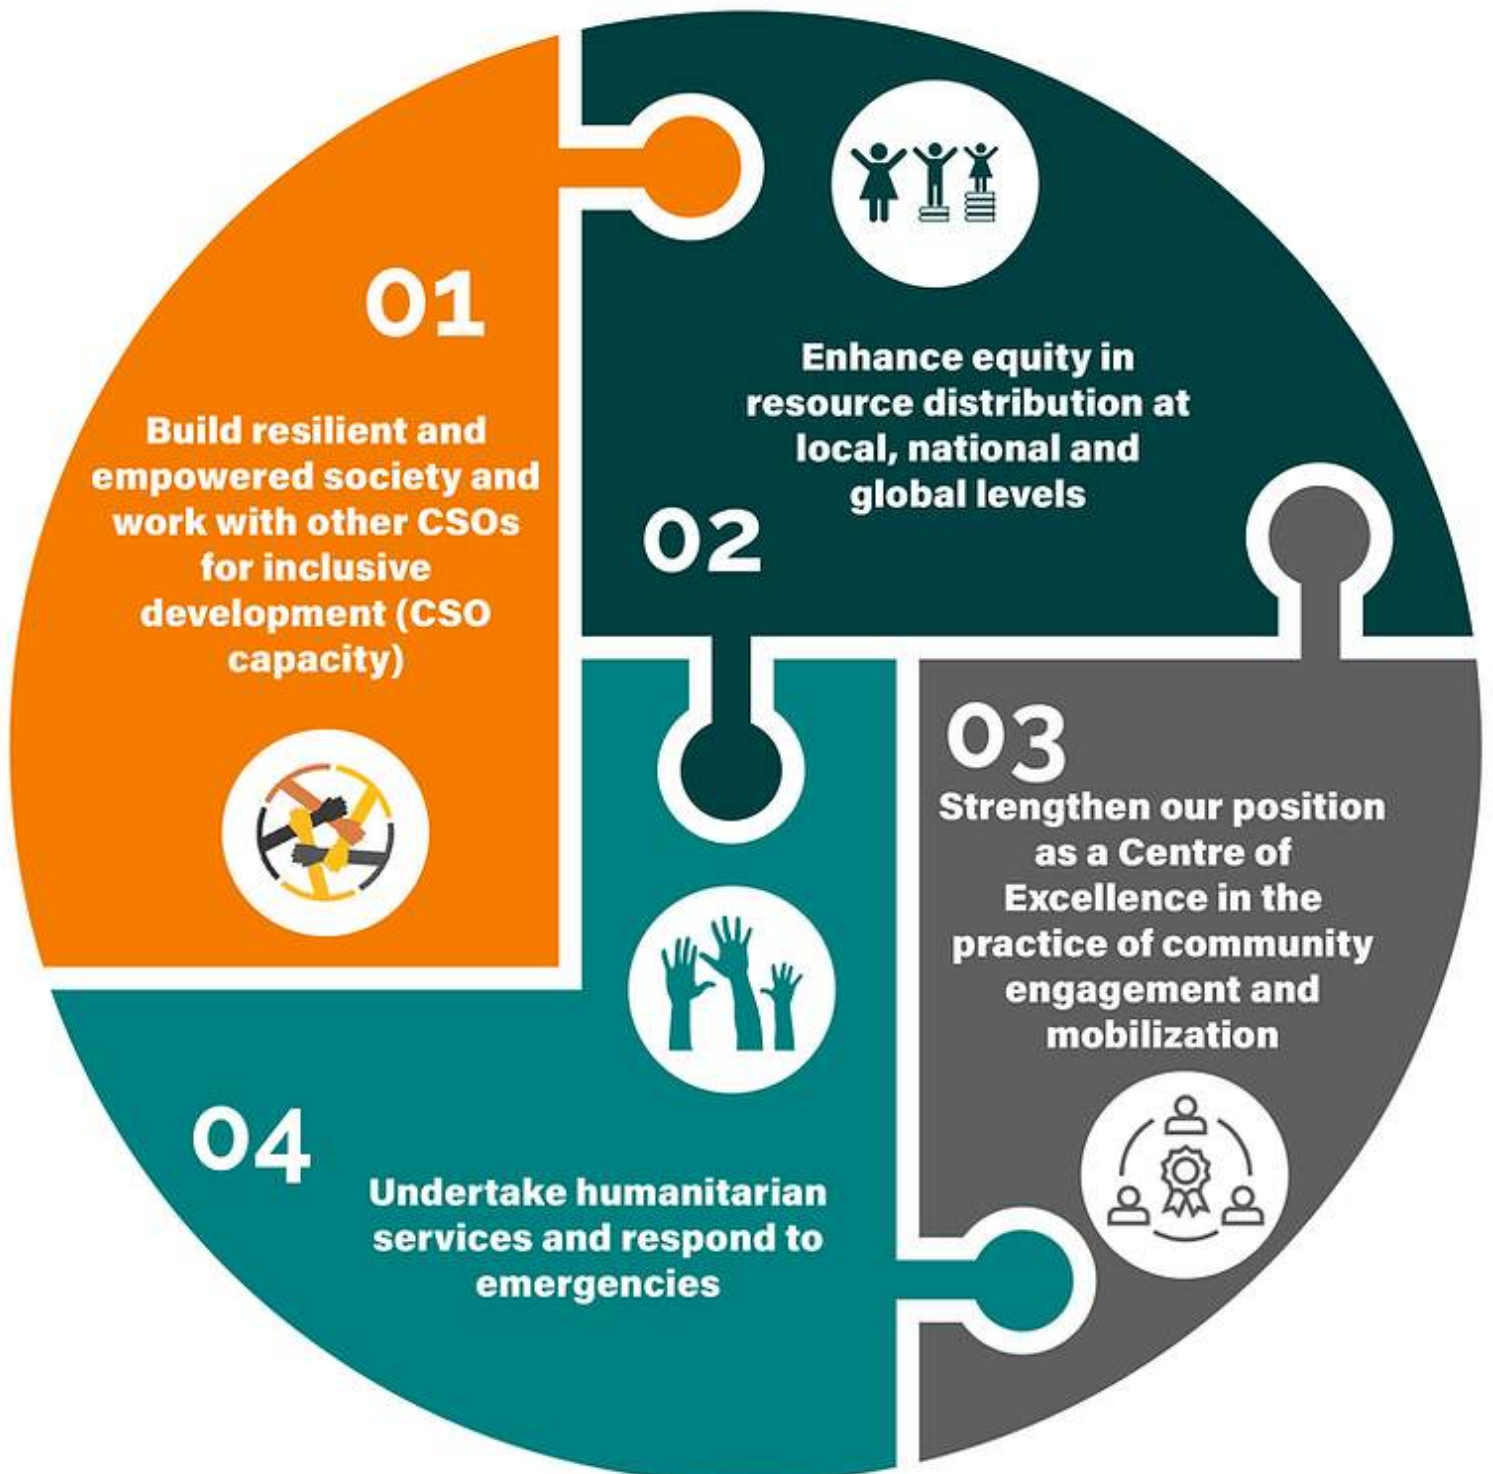 01
Build resilient and
empowered society and
work with other CSOs
for inclusive
development (CSO
capacity)
Enhance equity in
resource distribution at
local, national and
global levels
02
03
Strengthen our position
as a Centre of
Excellence in the
practice of community
engagement and
mobilization
04
Undertake humanitarian
services and respond to
emergencies